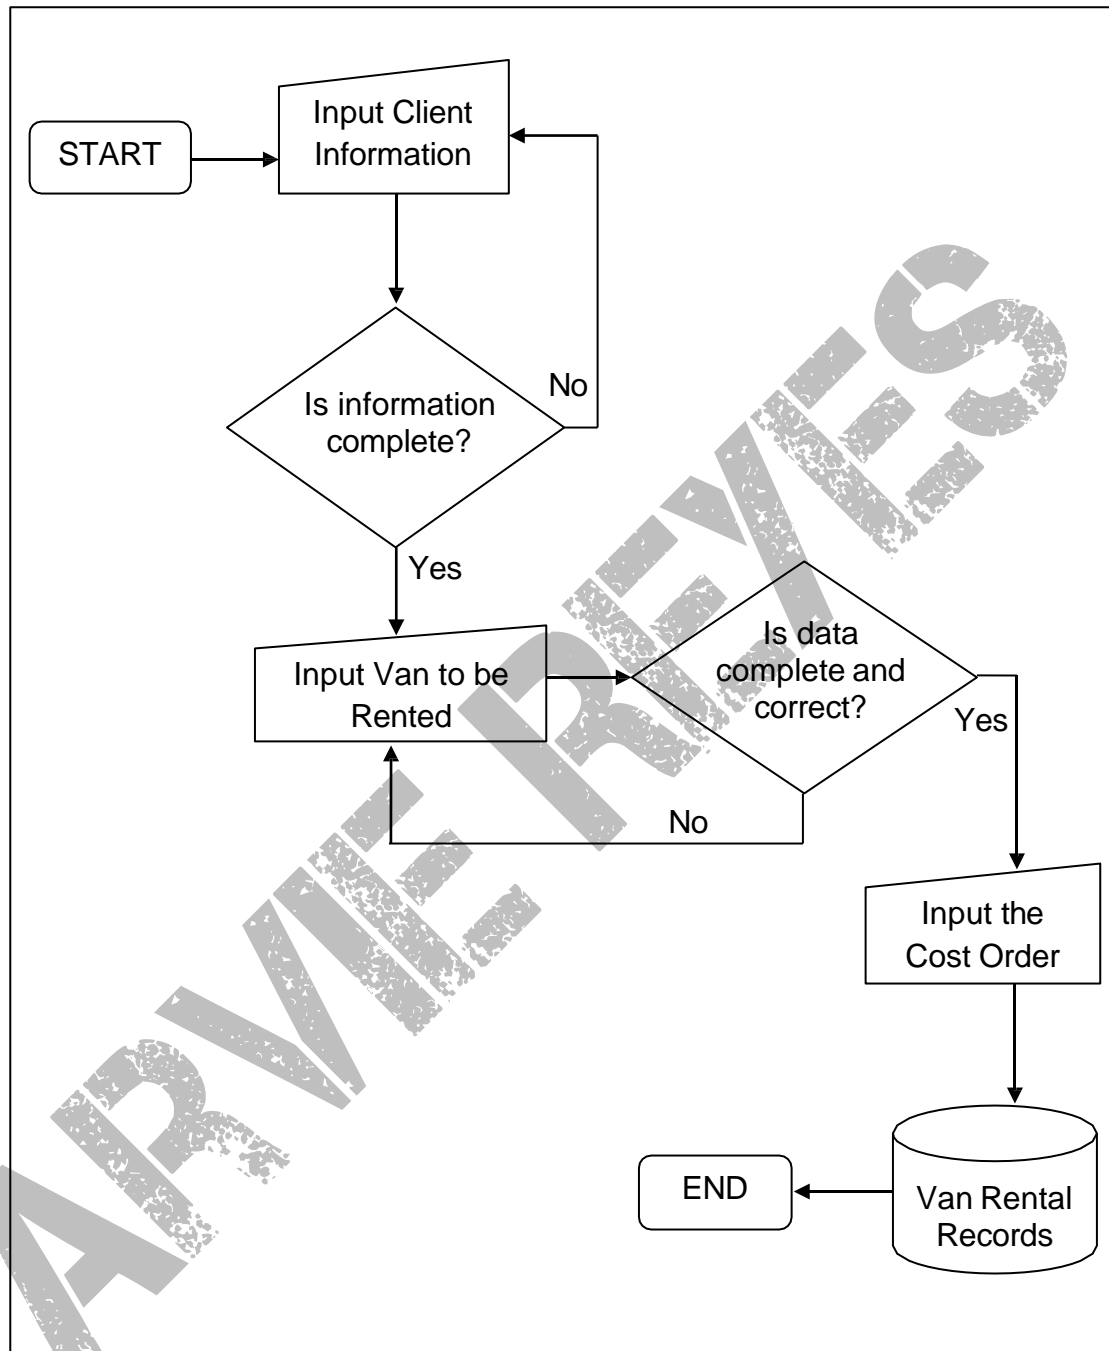 START
Input Client
Information
Is information
complete?
No
Yes
Input Van to be
Rented
Is data
complete and
correct?
Yes
No
Input the
Cost Order
Van Rental
Records
END
ARVIE REYES